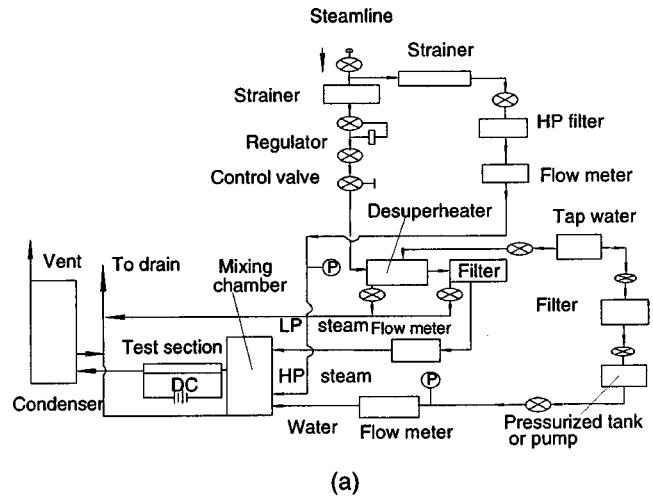 Steamline
Strainer
Strainer
HP filter
Regulator
Flow meter
Control valve
Desuperheater
Tap water
Vent
To drain
Mixing
chamber
P
Filter
Filter
LP steam
Flow meter
Test section
DC
HP steam
P
Condenser
Water
Flow meter
Pressurized tank
or pump
(a)